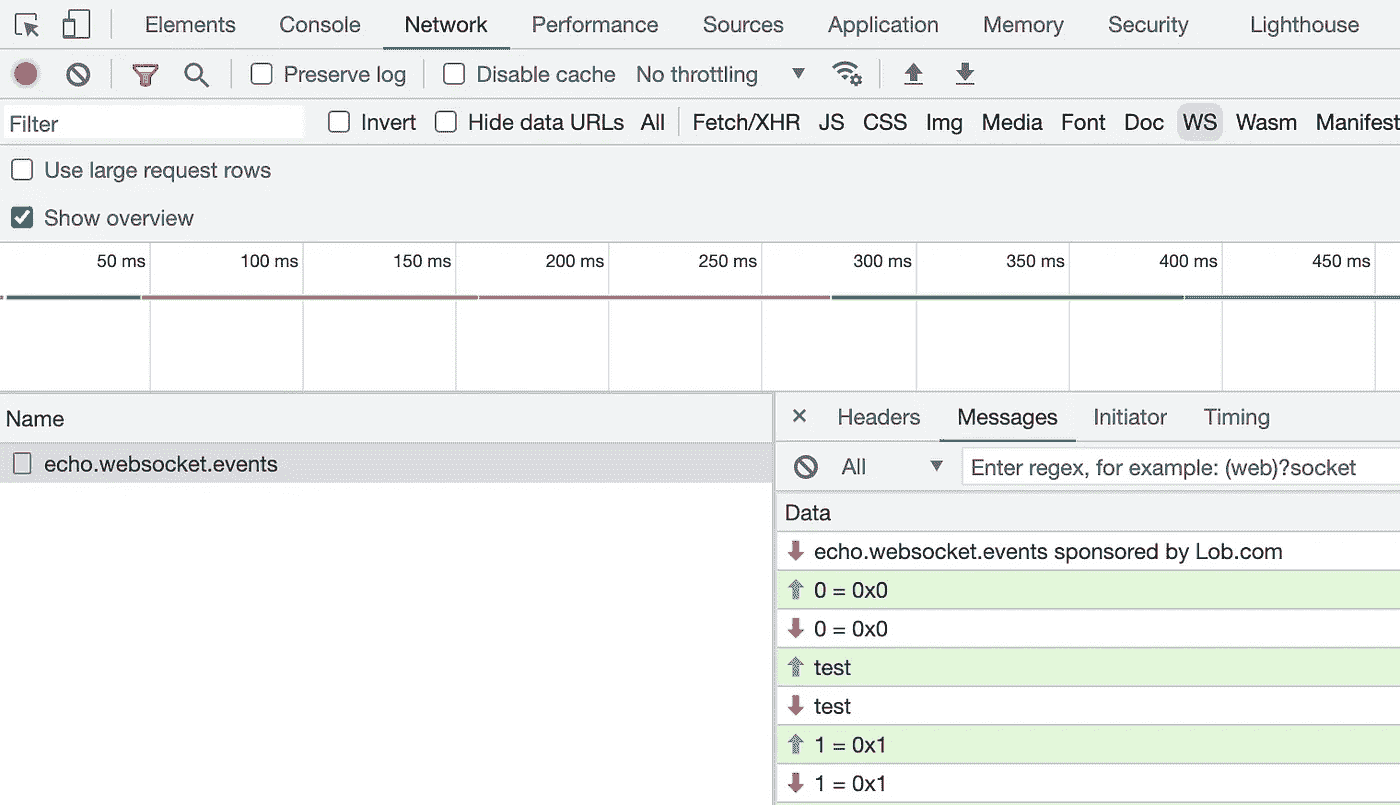 Elements Console Network Performance Sources Application Memory Security Lighthouse
Preserve log Disable cache No throttling
Filter Invert Hide data URLs All Fetch/XHR JS CSS Img Media Font Doc WS Wasm Manifest
Use large request rows
Show overview
50 ms 100 ms 150 ms 200 ms 250 ms 300 ms 350 ms 400 ms 450 ms
Name
echo.websocket.events
Headers Messages Initiator Timing
All Enter regex, for example: (web)?socket
Data
echo.websocket.events sponsored by Lob.com
0 = 0x0
0 = 0x0
test
test
1 = 0x1
1 = 0x1